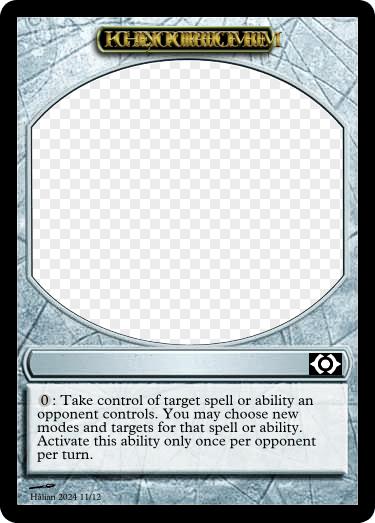 0: Take control of target spell or ability an
opponent controls. You may choose new
modes and targets for that spell or ability.
Activate this ability only once per opponent
per turn.
Hálian 2024 11/12